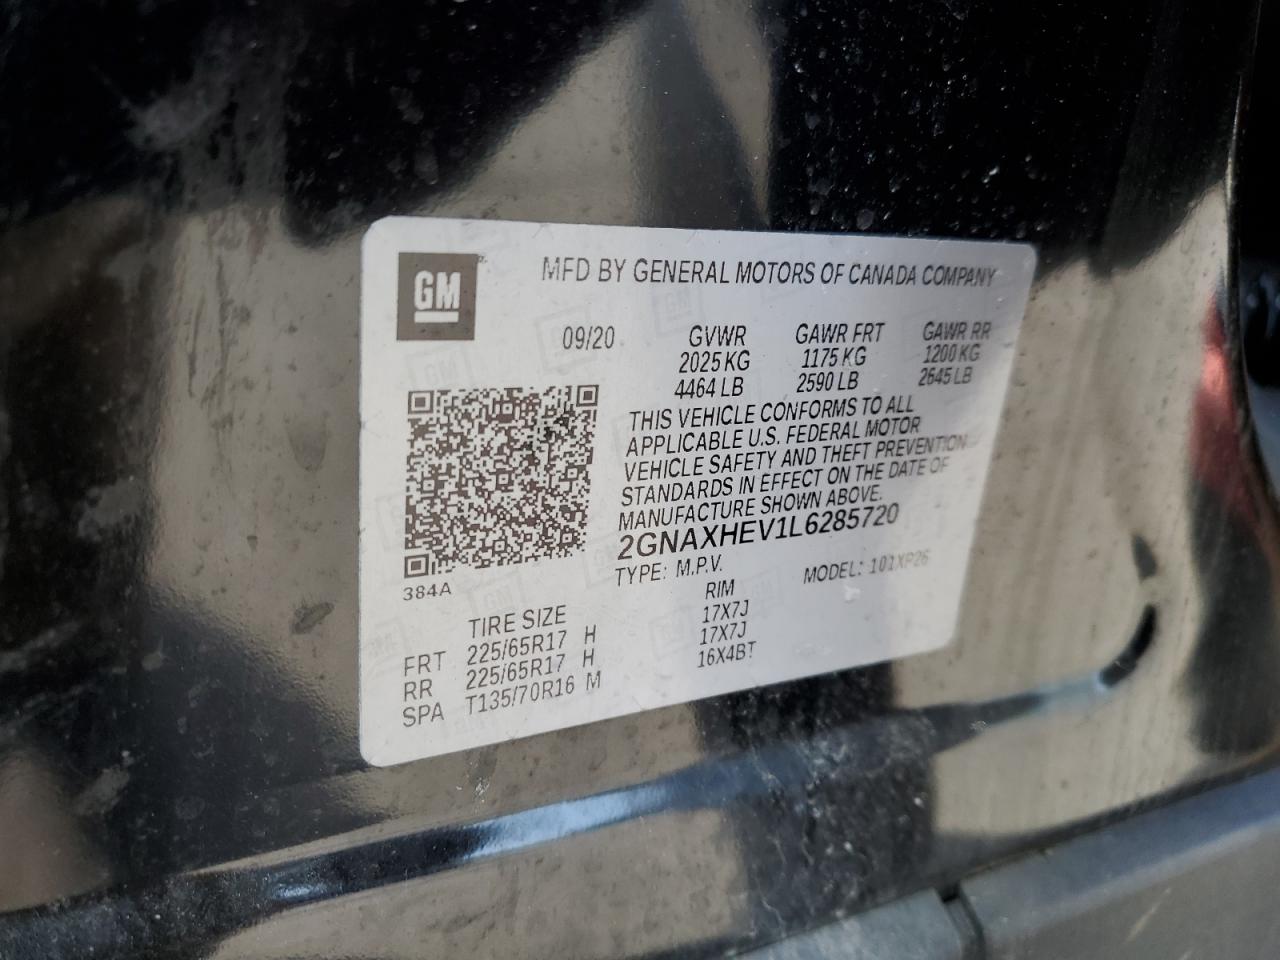 GM
MFD BY GENERAL MOTORS OF CANADA COMPANY
09/20 GVWR GAWR FRT GAWR RR
2025 KG 1175 KG 1200 KG
4464 LB 2590 LB 2645 LB
THIS VEHICLE CONFORMS TO ALL
APPLICABLE U.S. FEDERAL MOTOR
VEHICLE SAFETY AND THEFT PREVENTION
STANDARDS IN EFFECT ON THE DATE OF
MANUFACTURE SHOWN ABOVE.
2GNAXHEV1L6285720
TYPE: M.P.V. MODEL: 101XP26
384A
TIRE SIZE RIM
FRT 225/65R17 H 17X7J
RR 225/65R17 H 17X7J
SPA T135/70R16 M 16X4BT